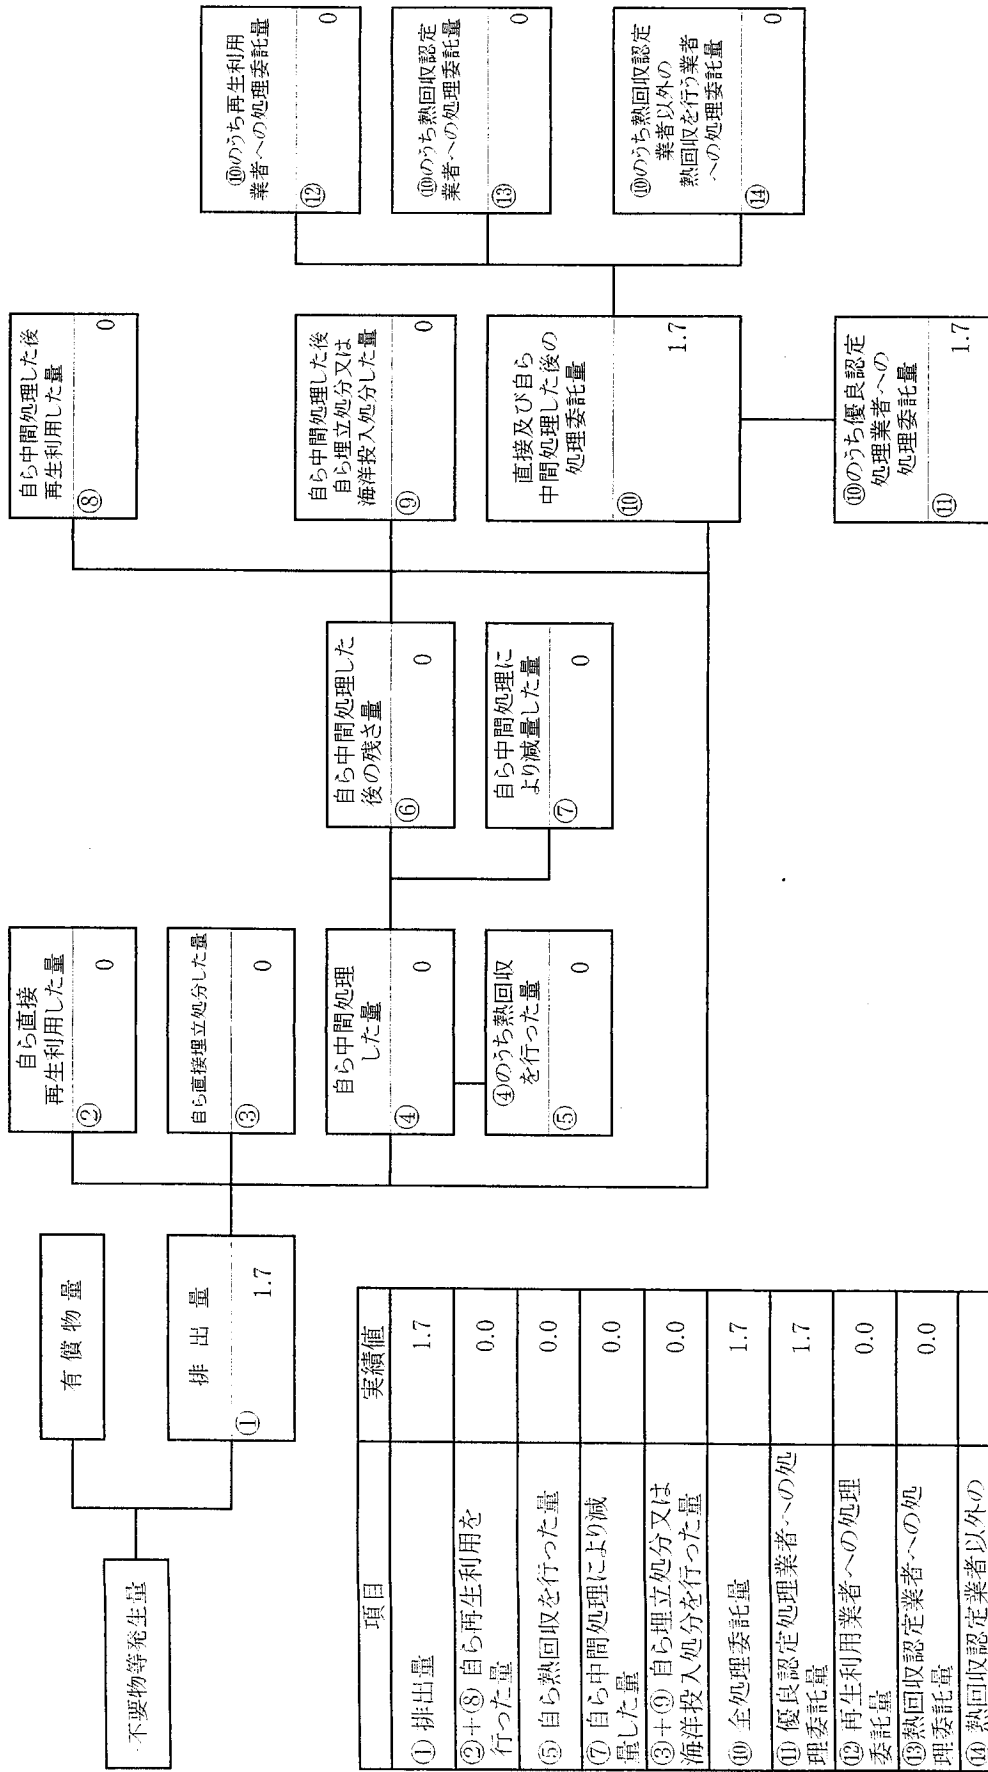 不要物等発生量
有償物量
排出量
①
1.7
自ら直接
再生利用した量
②
0
自ら直接埋立処分した量
③
0
自ら中間処理
した量
④
0
④のうち熱回収
を行った量
⑤
0
自ら中間処理した
後の残さ量
⑥
0
自ら中間処理に
より減量した量
⑦
0
自ら中間処理した後
再生利用した量
⑧
0
自ら中間処理した後
自ら埋立処分又は
海洋投入処分した量
⑨
0
直接及び自ら
中間処理した後の
処理委託量
⑩
1.7
⑩のうち優良認定
処理業者への
処理委託量
⑪
1.7
⑩のうち再生利用
業者への処理委託量
⑫
0
⑩のうち熱回収認定
業者への処理委託量
⑬
0
⑩のうち熱回収認定
業者以外の
熱回収を行う業者
への処理委託量
⑭
0
項目 実績値
①排出量 1.7
②+⑧自ら再生利用を
行った量 0.0
⑤自ら熱回収を行った量 0.0
⑦自ら中間処理により減
量した量 0.0
③+⑨自ら埋立処分又は
海洋投入処分を行った量 0.0
⑩全処理委託量 1.7
⑪優良認定処理業者への処
理委託量 1.7
⑫再生利用業者への処理
委託量 0.0
⑬熱回収認定業者への処
理委託量 0.0
⑭熱回収認定業者以外の